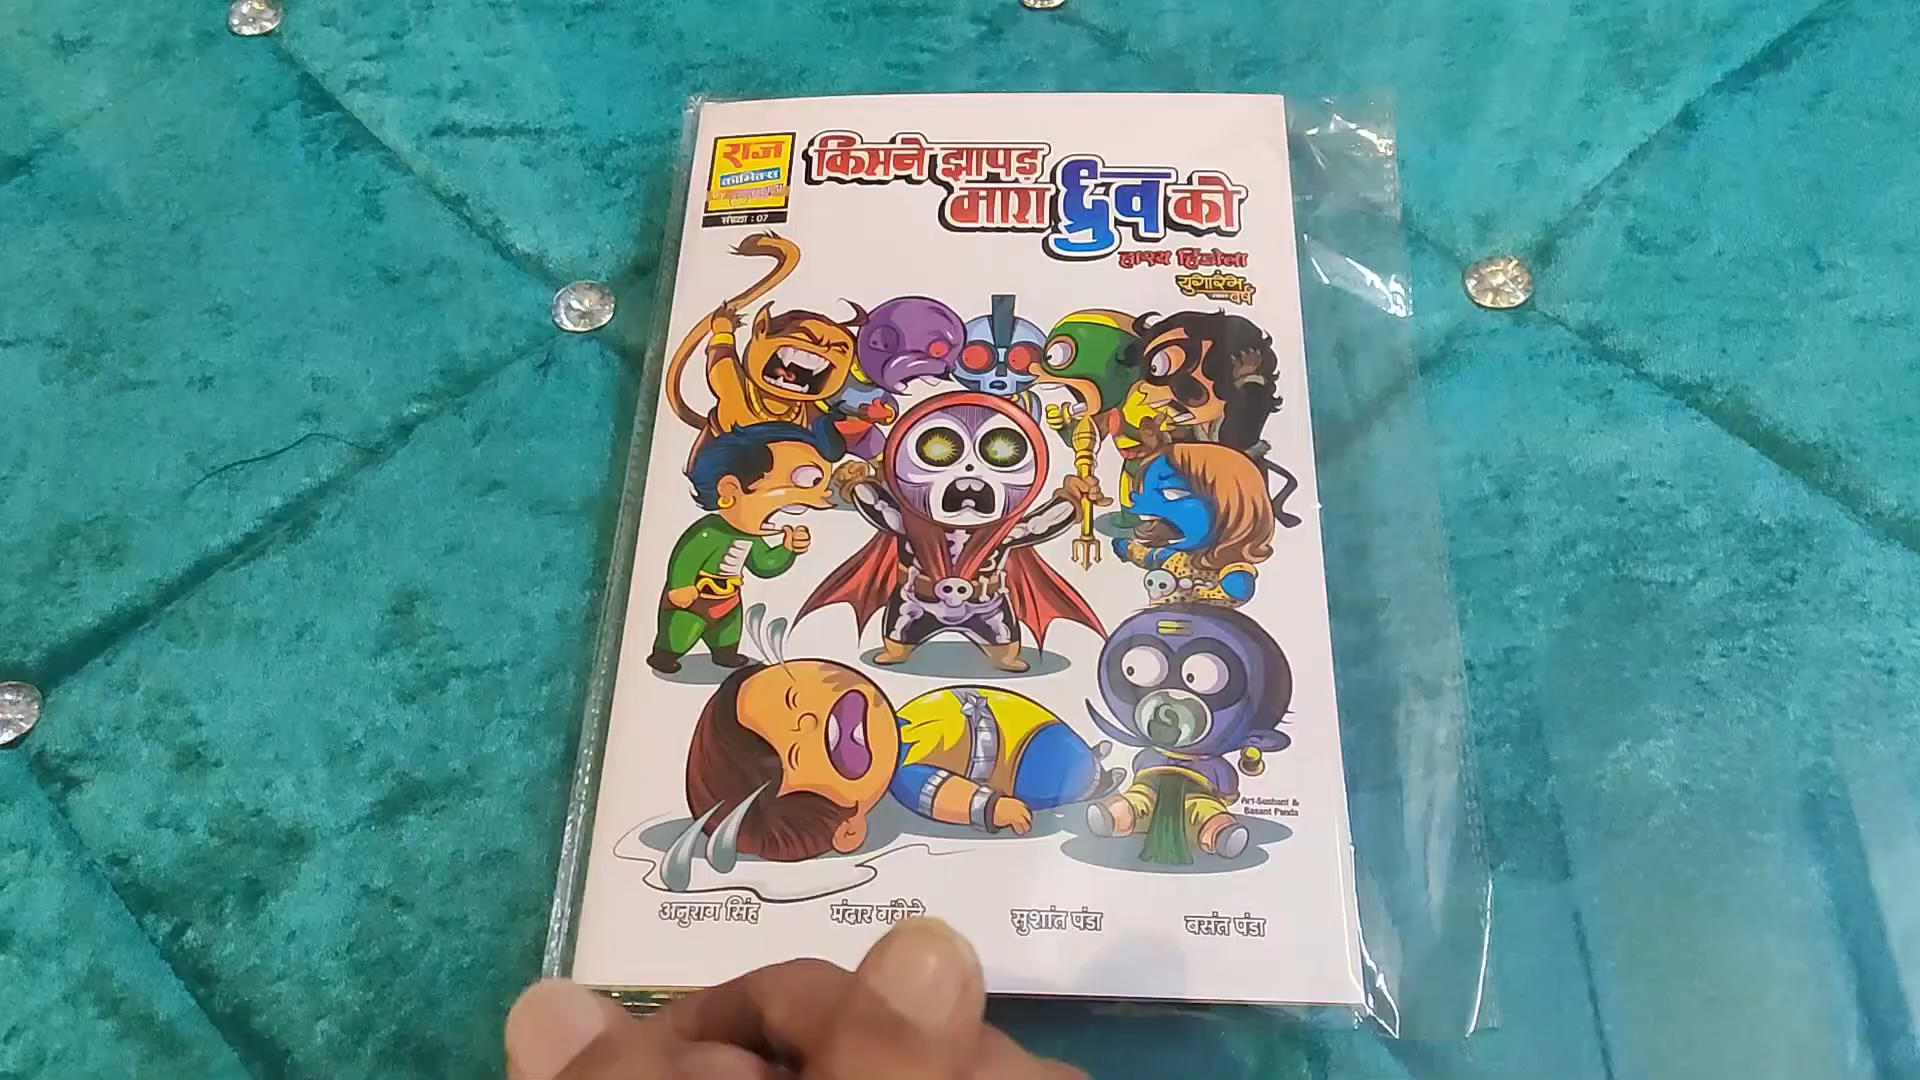 राज
कॉमिक्स
संख्या : 07
किसने झापड़
मारा ध्रुव को
हास्य हिंडोला
युगारंभ
वर्ष
Art-Sushant &
Basant Panda
अनुराग सिंह
मंदार गंगेले
सुशांत पंडा
बसंत पंडा